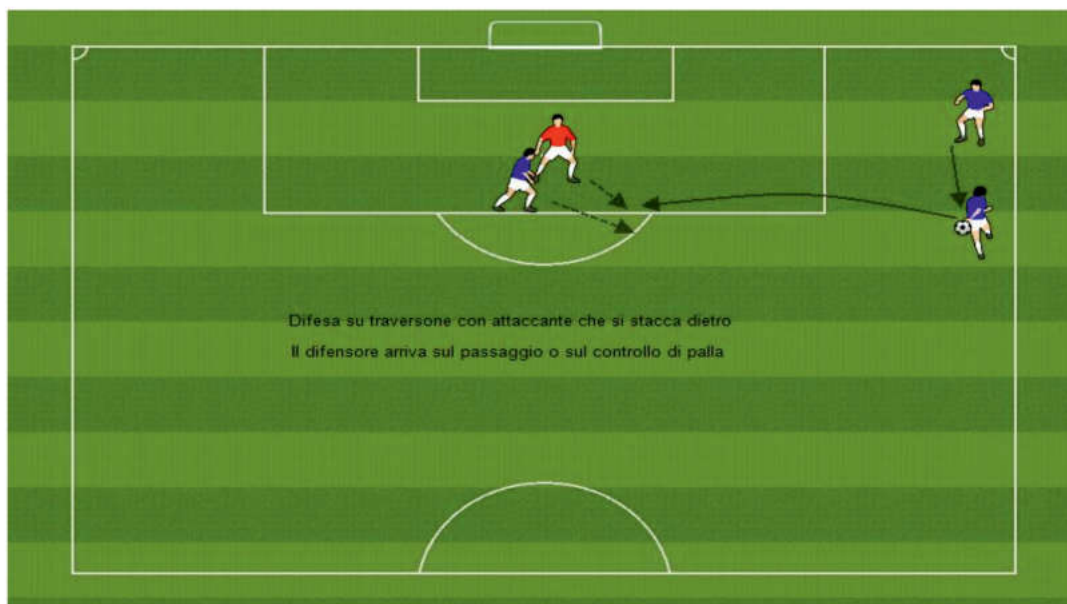 Difesa su traversone con attaccante che si stacca dietro
Il difensore arriva sul passaggio o sul controllo di palla